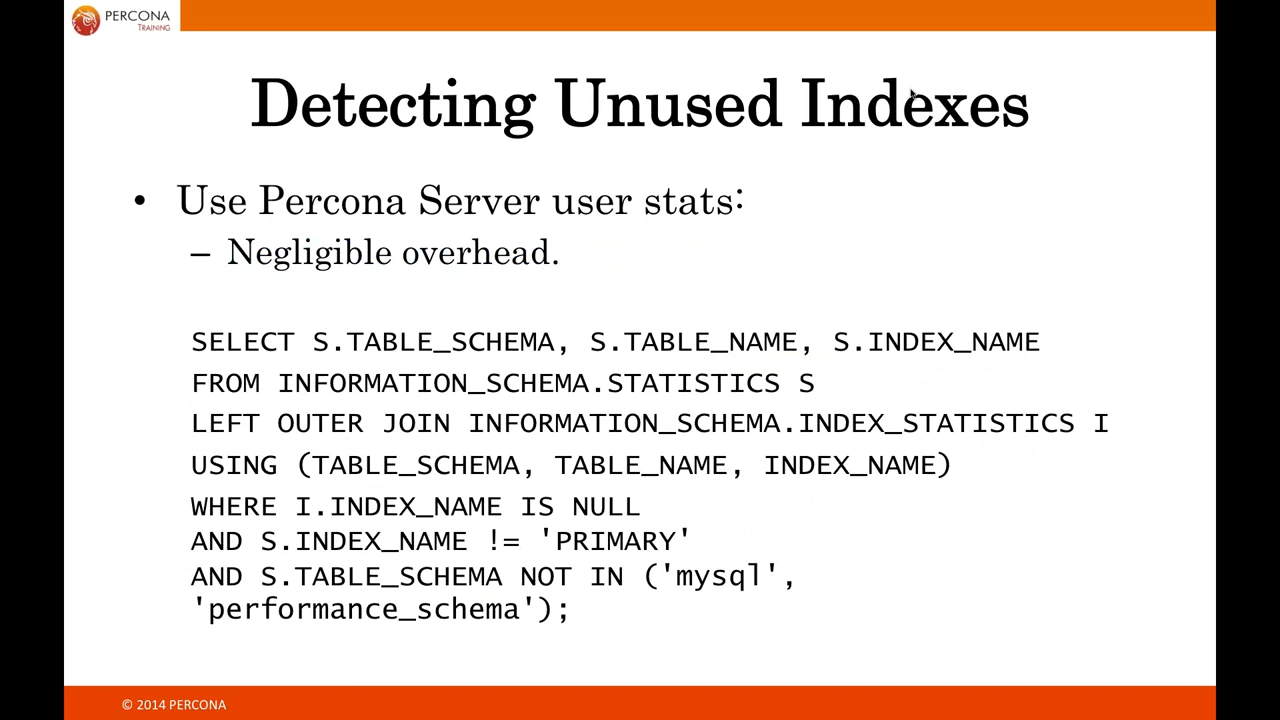 PERCONA
TRAINING
Detecting Unused Indexes
• Use Percona Server user stats:
– Negligible overhead.
SELECT S.TABLE_SCHEMA, S.TABLE_NAME, S.INDEX_NAME
FROM INFORMATION_SCHEMA.STATISTICS S
LEFT OUTER JOIN INFORMATION_SCHEMA.INDEX_STATISTICS I
USING (TABLE_SCHEMA, TABLE_NAME, INDEX_NAME)
WHERE I.INDEX_NAME IS NULL
AND S.INDEX_NAME != 'PRIMARY'
AND S.TABLE_SCHEMA NOT IN ('mysql',
'performance_schema');
© 2014 PERCONA